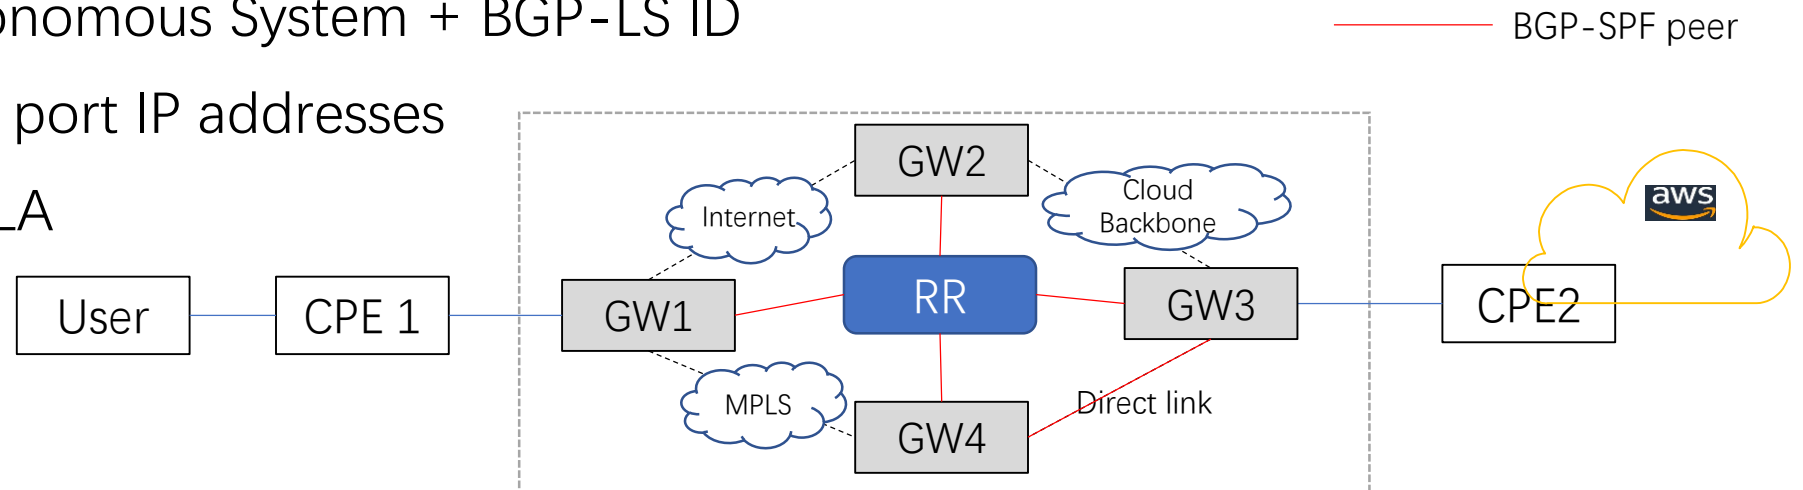 onomous System + BGP-LS ID
BGP-SPF peer
port IP addresses
LA
GW2
Cloud
Backbone
aws
Internet
User
CPE 1
GW1
RR
GW3
CPE2
MPLS
Direct link
GW4